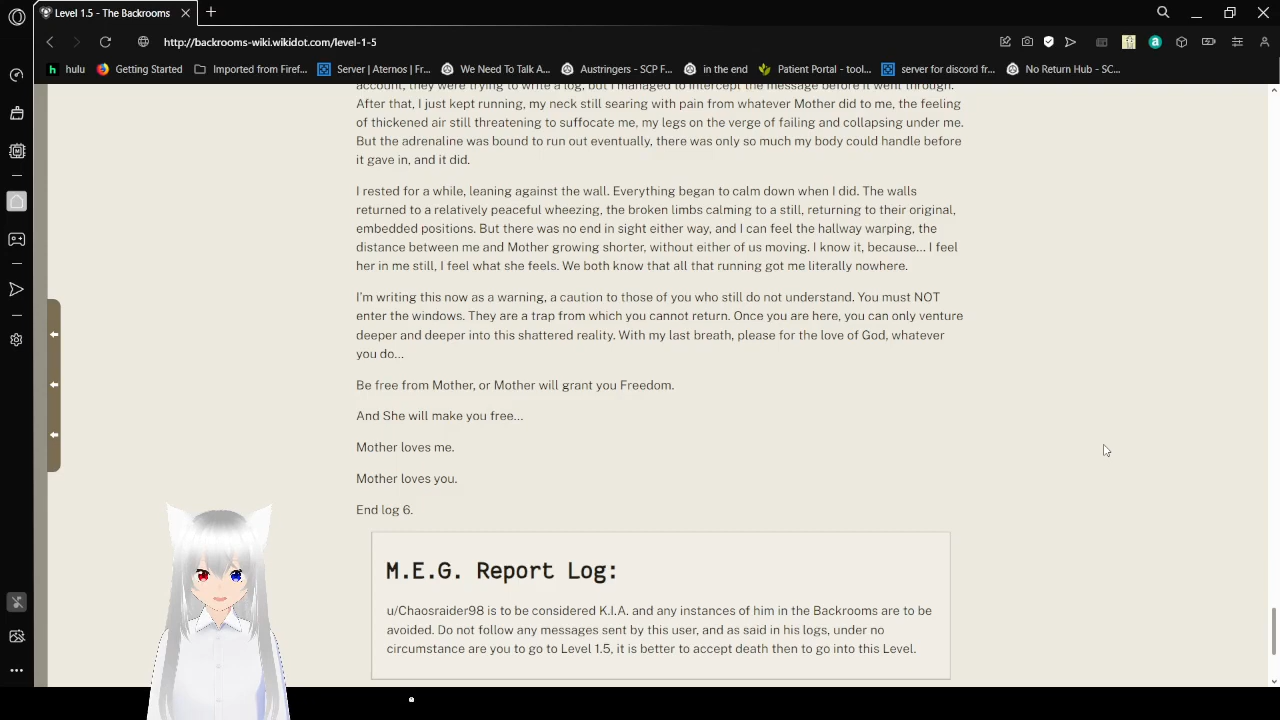 Level 1.5 - The Backrooms
http://backrooms-wiki.wikidot.com/level-1-5
hulu
Getting Started
Imported from Firef...
Server | Aternos | Fr...
We Need To Talk A...
Austringers - SCP F...
in the end
Patient Portal - tool...
server for discord fr...
No Return Hub - SC...
account, they were trying to write a log, but I managed to intercept the message before it went through.
After that, I just kept running, my neck still searing with pain from whatever Mother did to me, the feeling
of thickened air still threatening to suffocate me, my legs on the verge of failing and collapsing under me.
But the adrenaline was bound to run out eventually, there was only so much my body could handle before
it gave in, and it did.
I rested for a while, leaning against the wall. Everything began to calm down when I did. The walls
returned to a relatively peaceful wheezing, the broken limbs calming to a still, returning to their original,
embedded positions. But there was no end in sight either way, and I can feel the hallway warping, the
distance between me and Mother growing shorter, without either of us moving. I know it, because... I feel
her in me still, I feel what she feels. We both know that all that running got me literally nowhere.
I'm writing this now as a warning, a caution to those of you who still do not understand. You must NOT
enter the windows. They are a trap from which you cannot return. Once you are here, you can only venture
deeper and deeper into this shattered reality. With my last breath, please for the love of God, whatever
you do...
Be free from Mother, or Mother will grant you Freedom.
And She will make you free...
Mother loves me.
Mother loves you.
End log 6.
M.E.G. Report Log:
u/Chaosraider98 is to be considered K.I.A. and any instances of him in the Backrooms are to be
avoided. Do not follow any messages sent by this user, and as said in his logs, under no
circumstance are you to go to Level 1.5, it is better to accept death then to go into this Level.